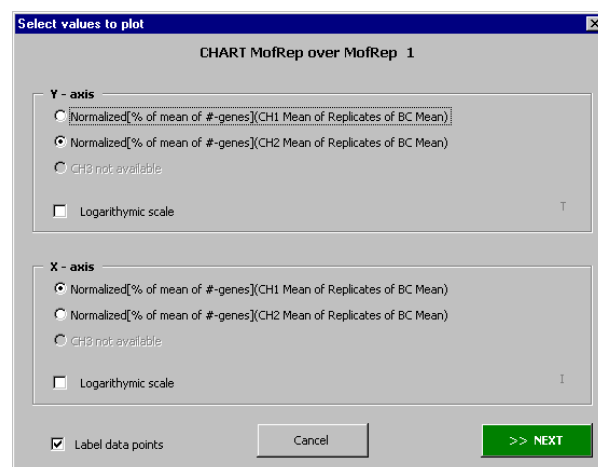 Select values to plot
CHART MofRep over MofRep 1
Y - axis
Normalized[% of mean of #-genes](CH1 Mean of Replicates of BC Mean)
Normalized[% of mean of #-genes](CH2 Mean of Replicates of BC Mean)
CH3 not available
Logarithymic scale
T
X - axis
Normalized[% of mean of #-genes](CH1 Mean of Replicates of BC Mean)
Normalized[% of mean of #-genes](CH2 Mean of Replicates of BC Mean)
CH3 not available
Logarithymic scale
I
Label data points
Cancel
>> NEXT